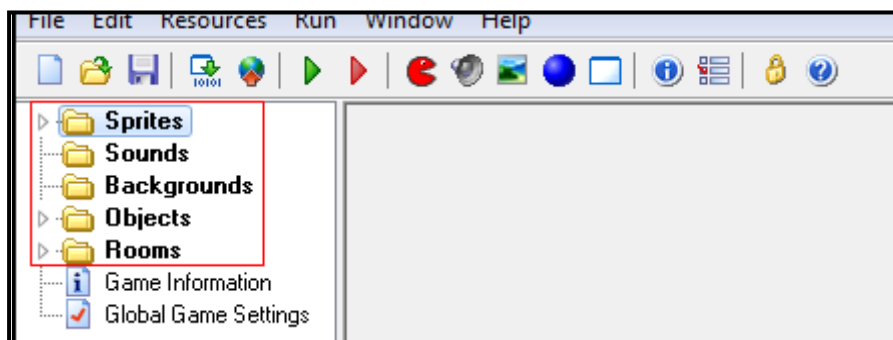 File Edit Resources Run Window Help
Sprites
Sounds
Backgrounds
Objects
Rooms
Game Information
Global Game Settings